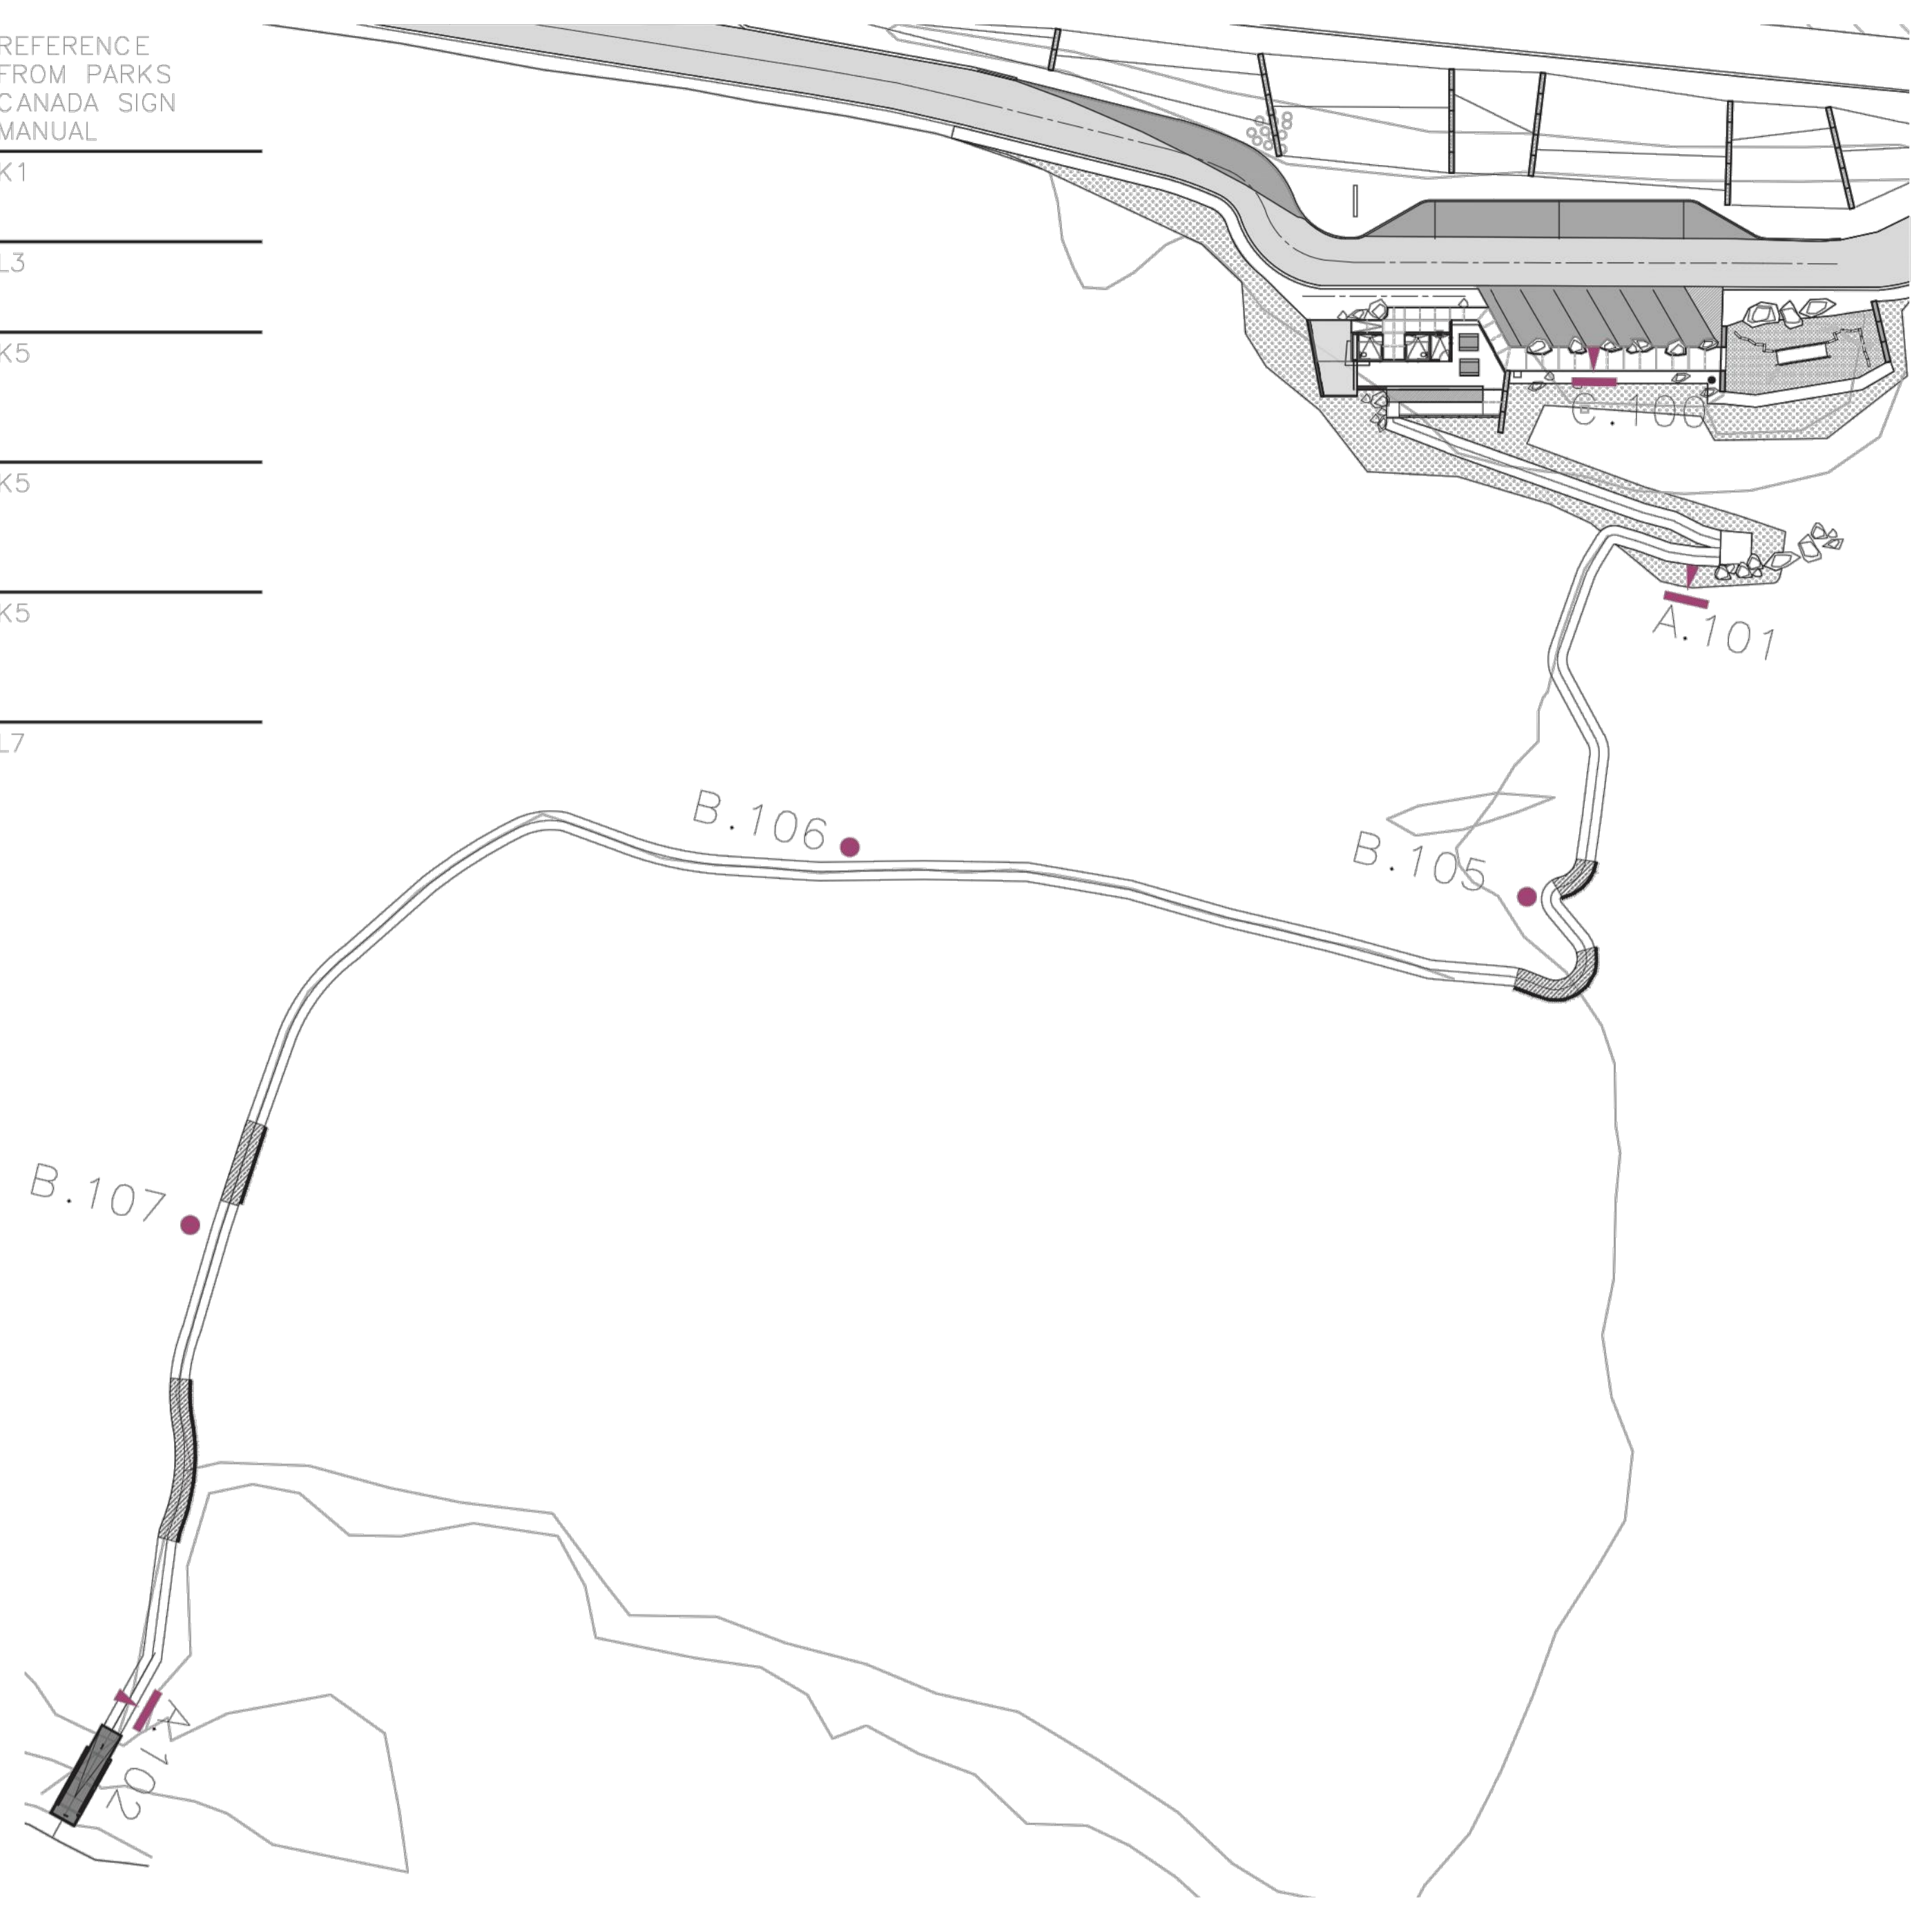 REFERENCE
FROM PARKS
CANADA SIGN
MANUAL
K1
L3
K5
K5
K5
L7
C.100
A.101
B.106
B.105
B.107
A.102